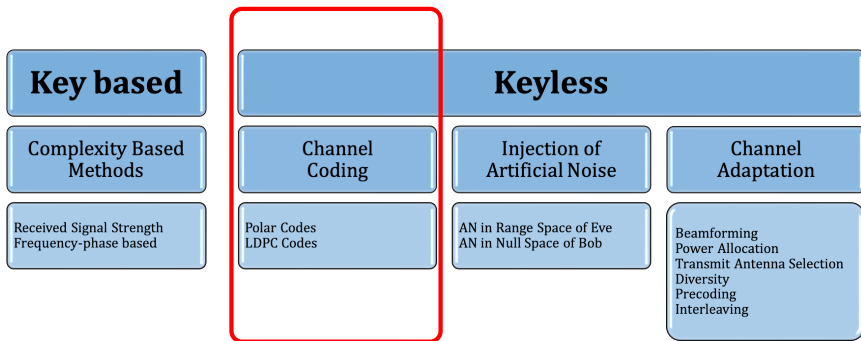 Key based
Keyless
Complexity Based
Methods
Channel
Coding
Injection of
Artificial Noise
Channel
Adaptation
Received Signal Strength
Frequency-phase based
Polar Codes
LDPC Codes
AN in Range Space of Eve
AN in Null Space of Bob
Beamforming
Power Allocation
Transmit Antenna Selection
Diversity
Precoding
Interleaving